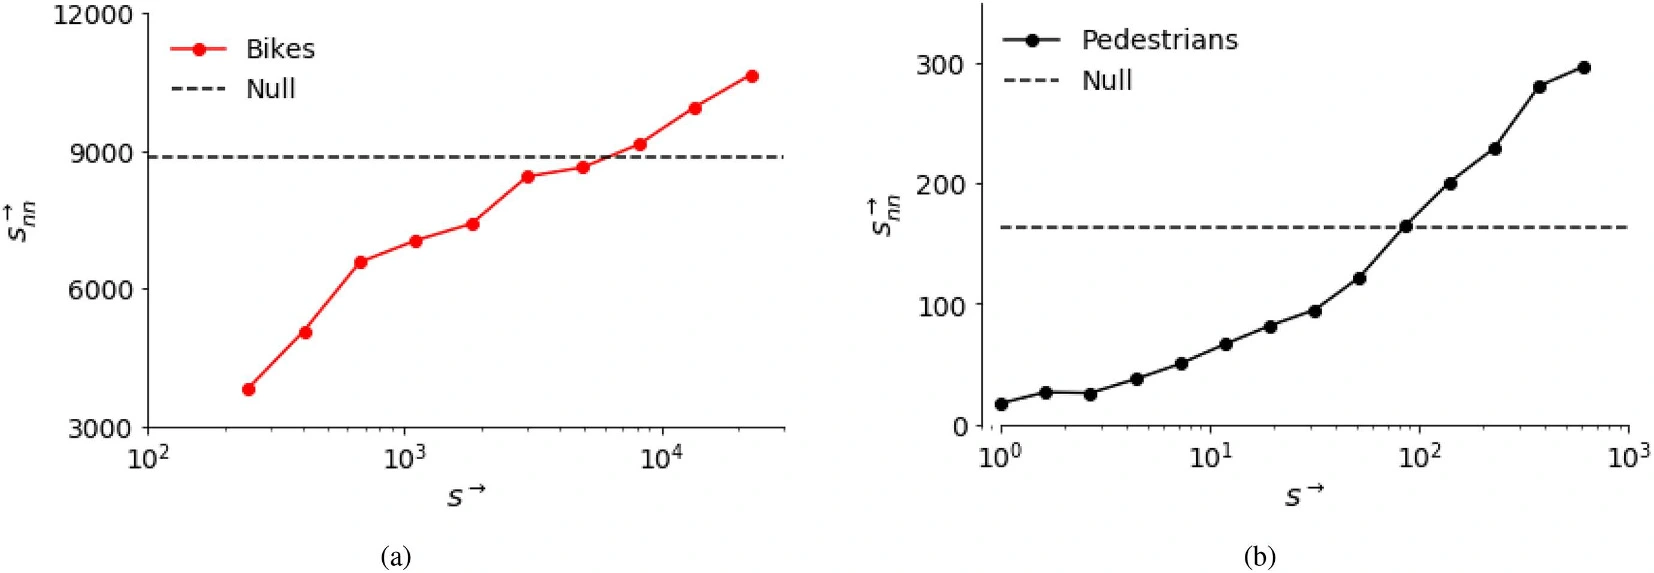 12000
9000
6000
3000
Bikes
Null
s→nn
10² 10³ 10⁴
s→
(a)
300
200
100
0
Pedestrians
Null
s→nn
10⁰ 10¹ 10² 10³
s→
(b)